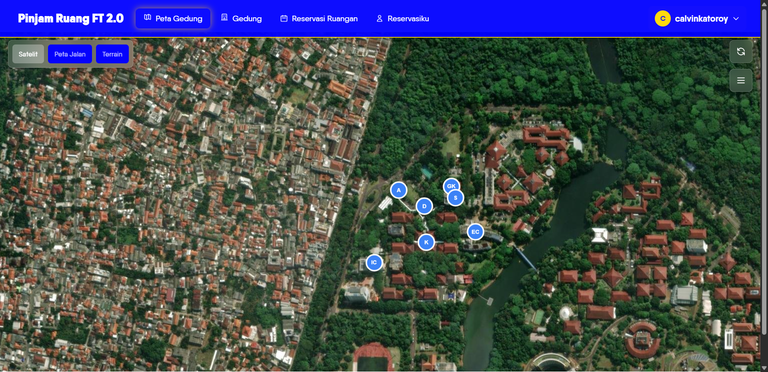 Pinjam Ruang FT 2.0
Peta Gedung
Gedung
Reservasi Ruangan
Reservasiku
C
calvinkatoroy
Satelit
Peta Jalan
Terrain
A
GK
S
D
EC
K
IC